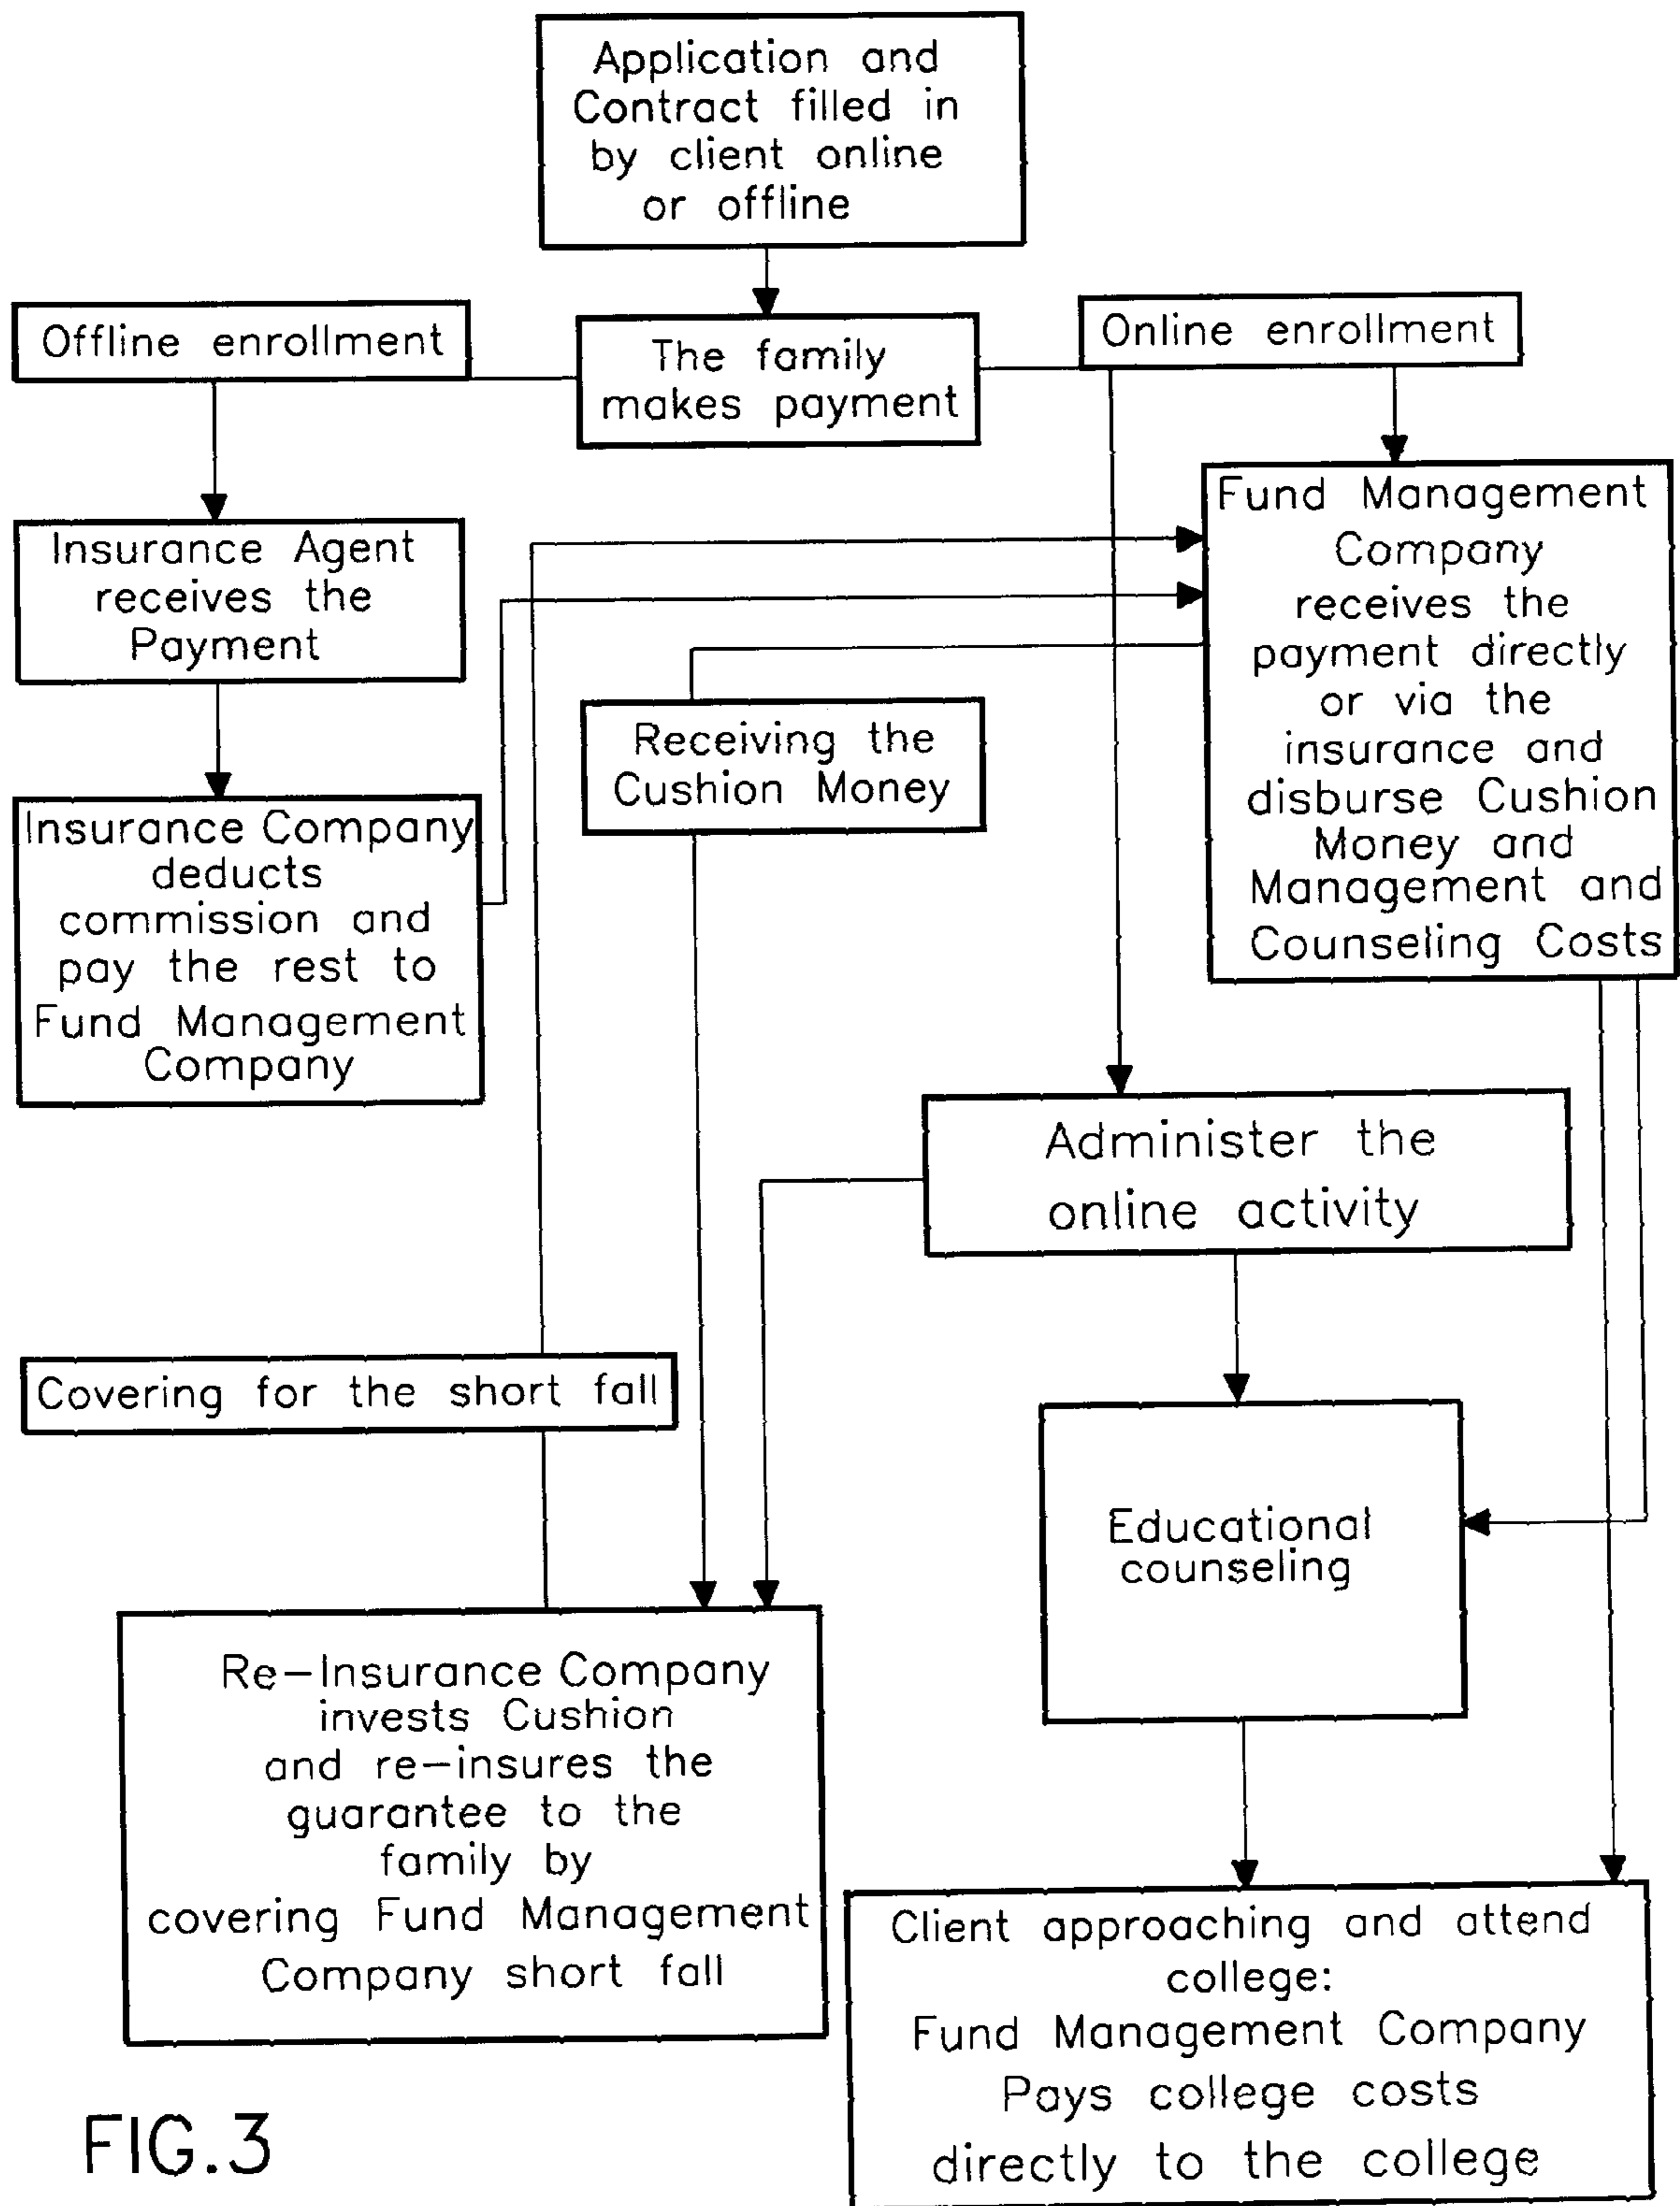 Application and
Contract filled in
by client online
or offline
Offline enrollment
The family
makes payment
Online enrollment
Insurance Agent
receives the
Payment
Fund Management
Company
receives the
payment directly
or via the
insurance and
disburse Cushion
Money and
Management and
Counseling Costs
Receiving the
Cushion Money
Insurance Company
deducts
commission and
pay the rest to
Fund Management
Company
Administer the
online activity
Covering for the short fall
Educational
counseling
Re-Insurance Company
invests Cushion
and re-insures the
guarantee to the
family by
covering Fund Management
Company short fall
Client approaching and attend
college:
Fund Management Company
Pays college costs
directly to the college
FIG.3